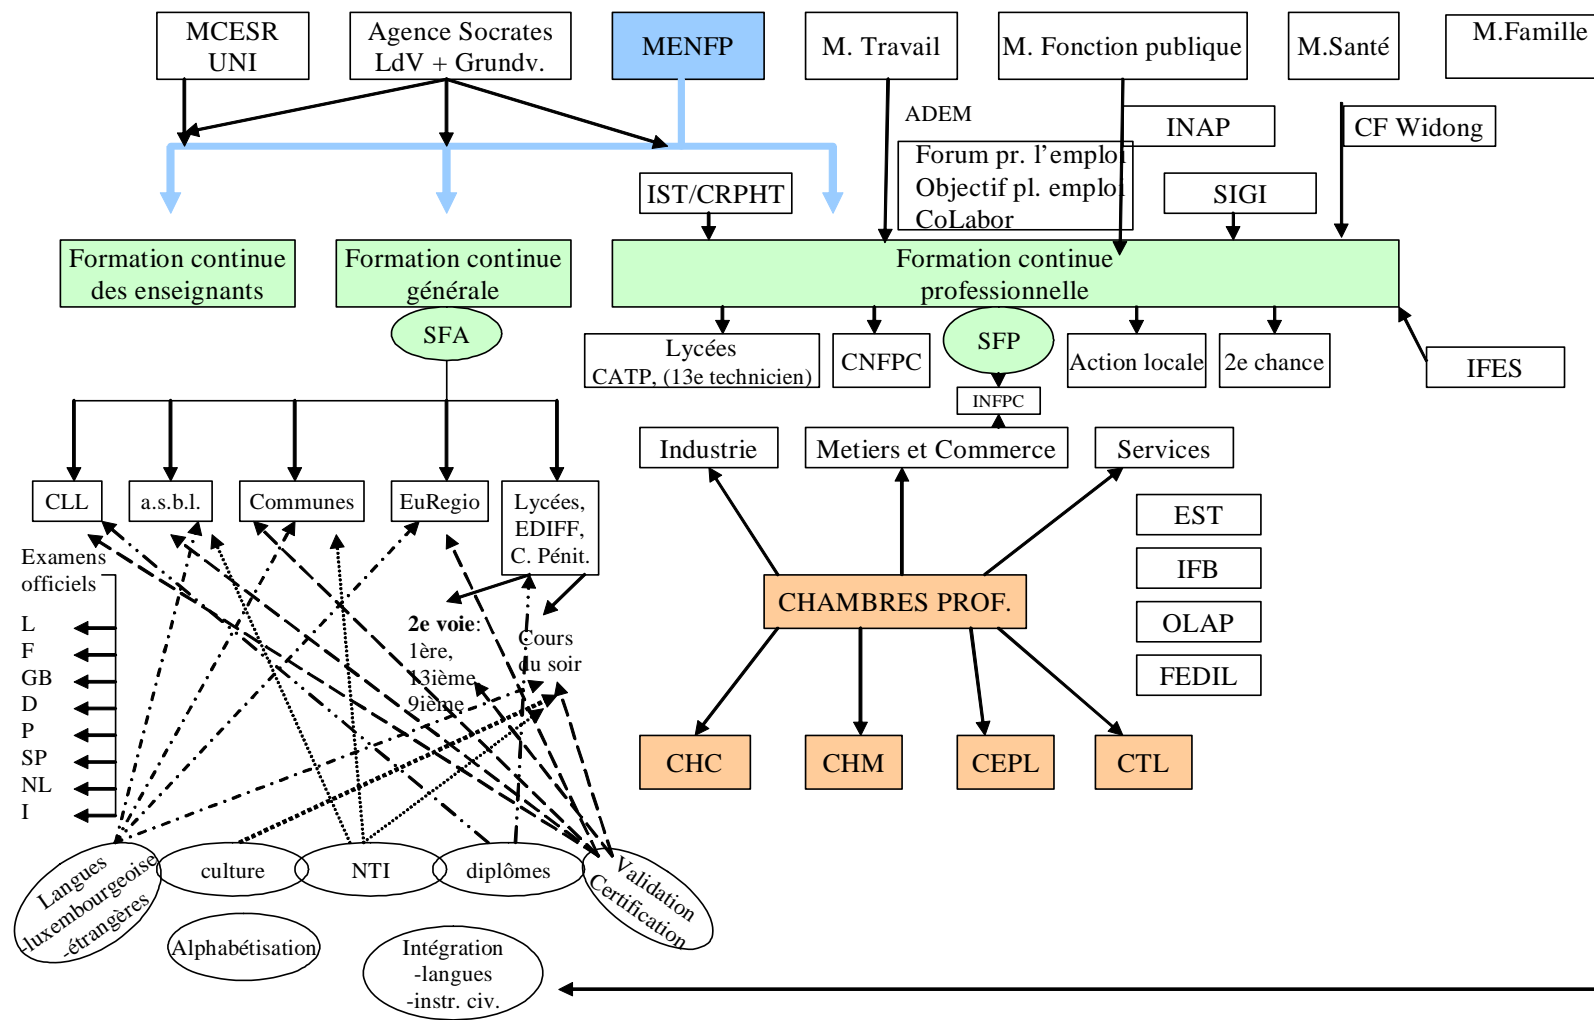 MCESR
UNI
Agence Socrates
LdV + Grundv.
MENFP
M. Travail
M. Fonction publique
M.Santé
M.Famille
ADEM
INAP
CF Widong
Forum pr. l'emploi
Objectif pl. emploi
CoLabor
IST/CRPHT
SIGI
Formation continue
des enseignants
Formation continue
générale
Formation continue
professionnelle
SFA
SFP
Lycées
CATP, (13e technicien)
CNFPC
Action locale
2e chance
IFES
INFPC
Industrie
Metiers et Commerce
Services
CLL
a.s.b.l.
Communes
EuRegio
Lycées,
EDIFF,
C. Pénit.
EST
IFB
OLAP
FEDIL
Examens
officiels
L
F
GB
D
P
SP
NL
I
2e voie:
1ère,
13ième,
9ième.
Cours
du soir
CHAMBRES PROF.
CHC
CHM
CEPL
CTL
Langues
-luxembourgeoise
-étrangères
culture
NTI
diplômes
Validation
Certification
Alphabétisation
Intégration
-langues
-instr. civ.